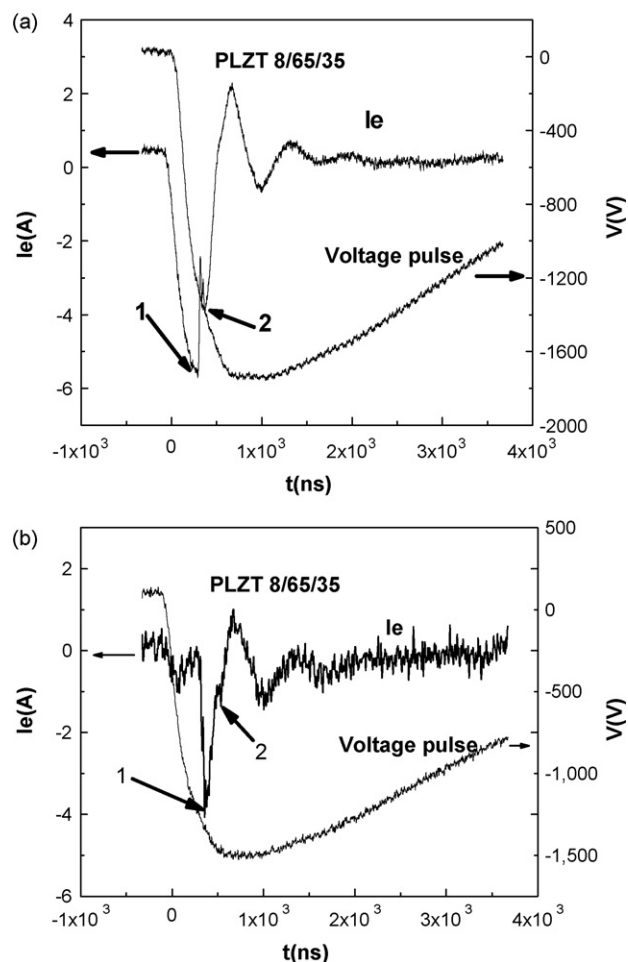 (a)
PLZT 8/65/35
Ie
Voltage pulse
1
2
4
2
0
-2
-4
-6
Ie(A)
0
-400
-800
-1200
-1600
-2000
V(V)
-1x10³ 0 1x10³ 2x10³ 3x10³ 4x10³
t(ns)
(b)
PLZT 8/65/35
Ie
Voltage pulse
1
2
2
0
-2
-4
-6
Ie(A)
500
0
-500
-1,000
-1,500
V(V)
-1x10³ 0 1x10³ 2x10³ 3x10³ 4x10³
t(ns)